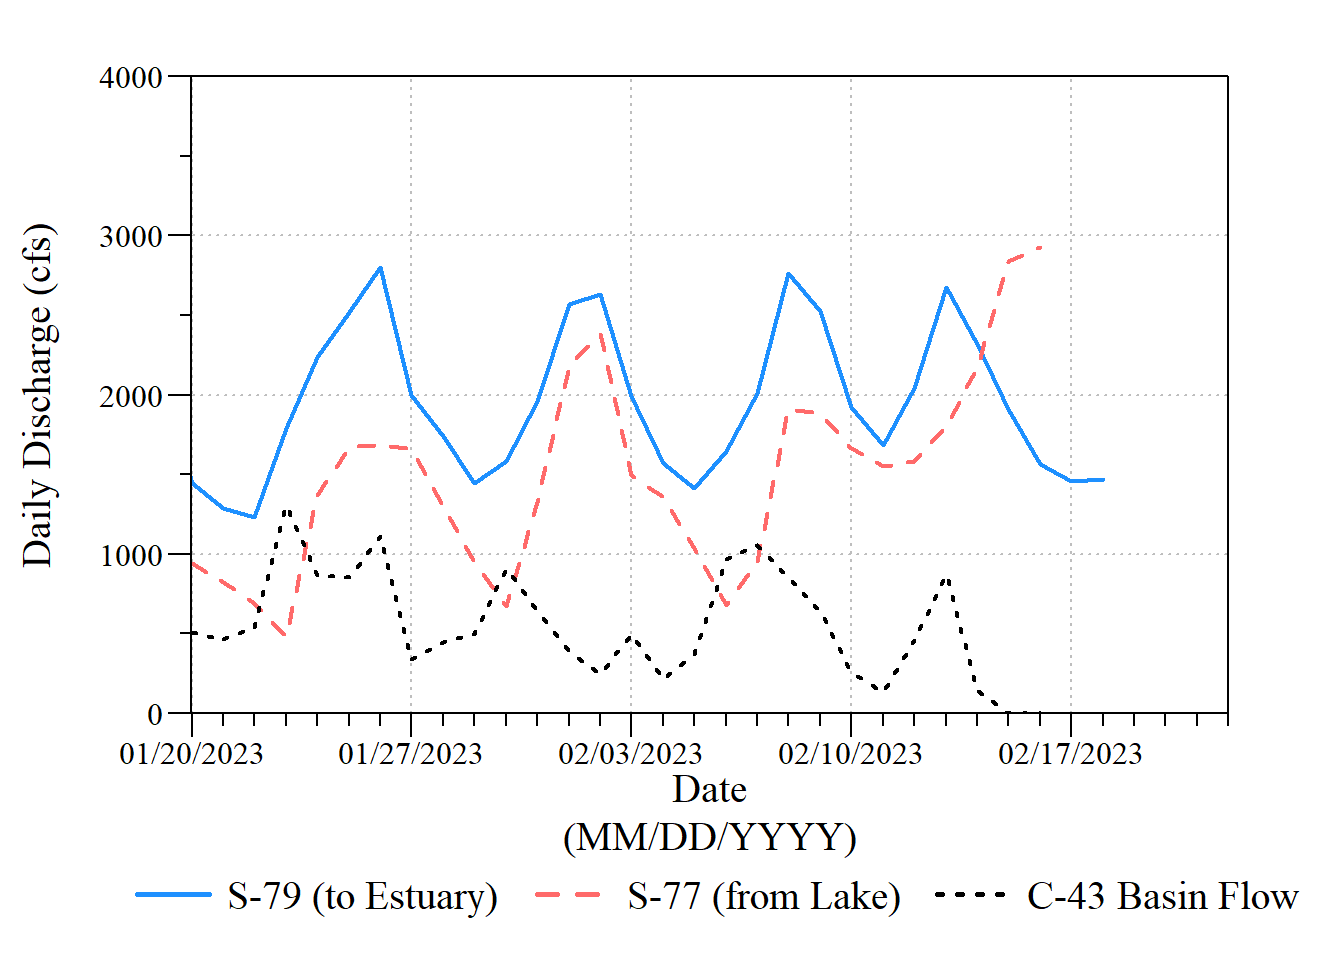 4000
3000
2000
1000
0
Daily Discharge (cfs)
01/20/2023 01/27/2023 02/03/2023 02/10/2023 02/17/2023
Date
(MM/DD/YYYY)
S-79 (to Estuary) S-77 (from Lake) C-43 Basin Flow